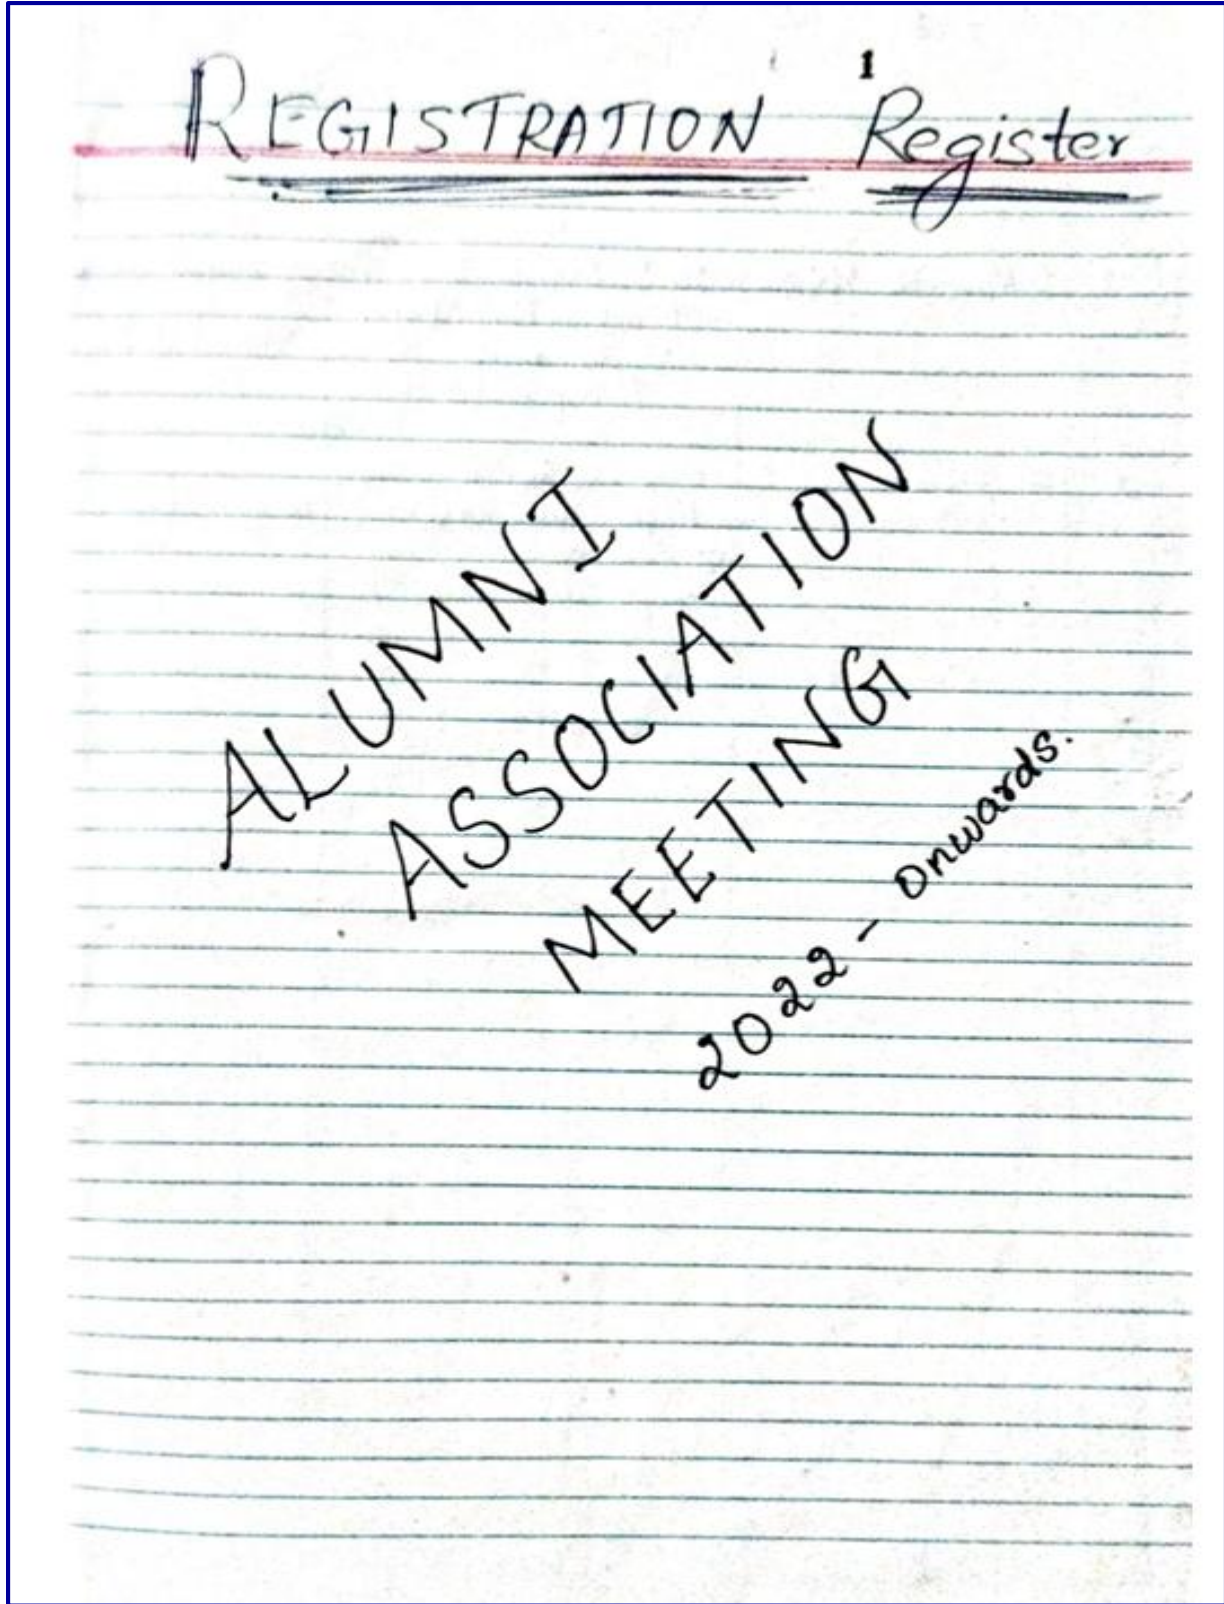 1
REGISTRATION Register
ALUMNI
ASSOCIATION
MEETING
2022 - Onwards.